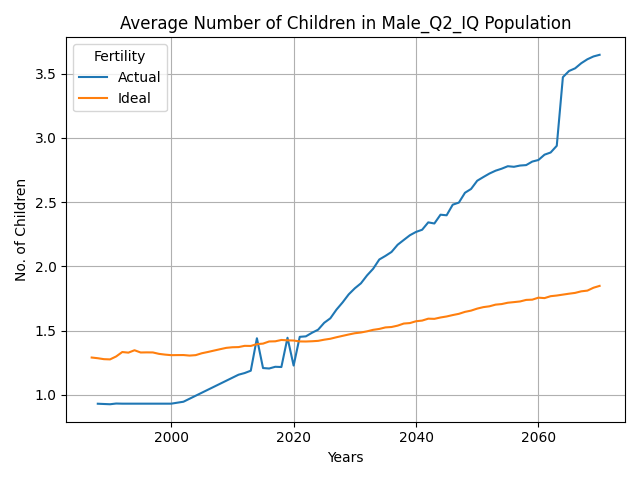 Average Number of Children in Male_Q2_IQ Population
Fertility
Actual
Ideal
3.5
3.0
2.5
2.0
1.5
1.0
No. of Children
2000
2020
2040
2060
Years